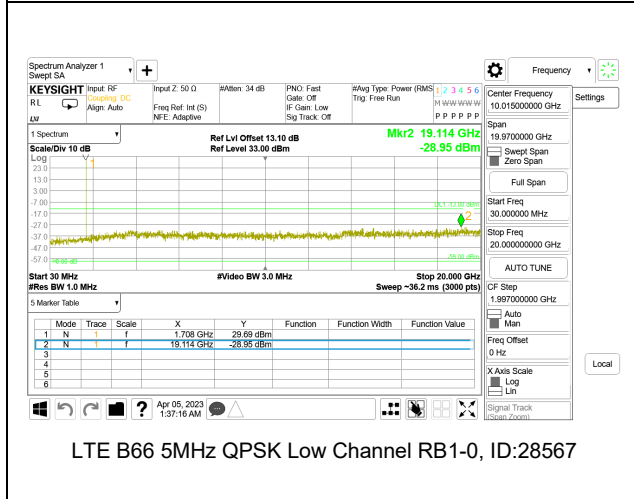 Spectrum Analyzer 1
Swept SA
+
Frequency
KEYSIGHT
Input: RF
Input Z: 50 Ω
#Atten: 34 dB
PNO: Fast
#Avg Type: Power (RMS
1 2 3 4 5 6
RL
Coupling: DC
Gate: Off
Trig: Free Run
M W W W W W
Align: Auto
Freq Ref: Int (S)
IF Gain: Low
P P P P P P
NFE: Adaptive
Sig Track: Off
1 Spectrum
Ref Lvl Offset 13.10 dB
Mkr2 19.114 GHz
Scale/Div 10 dB
Ref Level 33.00 dBm
-28.95 dBm
Log
23.0
13.0
3.00
-7.00
DL1 -13.00 dBm
-17.0
2
-27.0
-37.0
-47.0
-57.0
Start 30 MHz
#Video BW 3.0 MHz
Stop 20.000 GHz
#Res BW 1.0 MHz
Sweep ~36.2 ms (3000 pts)
5 Marker Table
Mode Trace Scale X Y Function Function Width Function Value
1 N 1 f 1.708 GHz 29.69 dBm
2 N 1 f 19.114 GHz -28.95 dBm
3
4
5
6
Apr 05, 2023
1:37:16 AM
?
Center Frequency
10.015000000 GHz
Settings
Span
19.9700000 GHz
Swept Span
Zero Span
Full Span
Start Freq
30.000000 MHz
Stop Freq
20.000000000 GHz
AUTO TUNE
CF Step
1.997000000 GHz
Auto
Man
Freq Offset
0 Hz
X Axis Scale
Log
Lin
Local
Signal Track
(Span Zoom)
LTE B66 5MHz QPSK Low Channel RB1-0, ID:28567